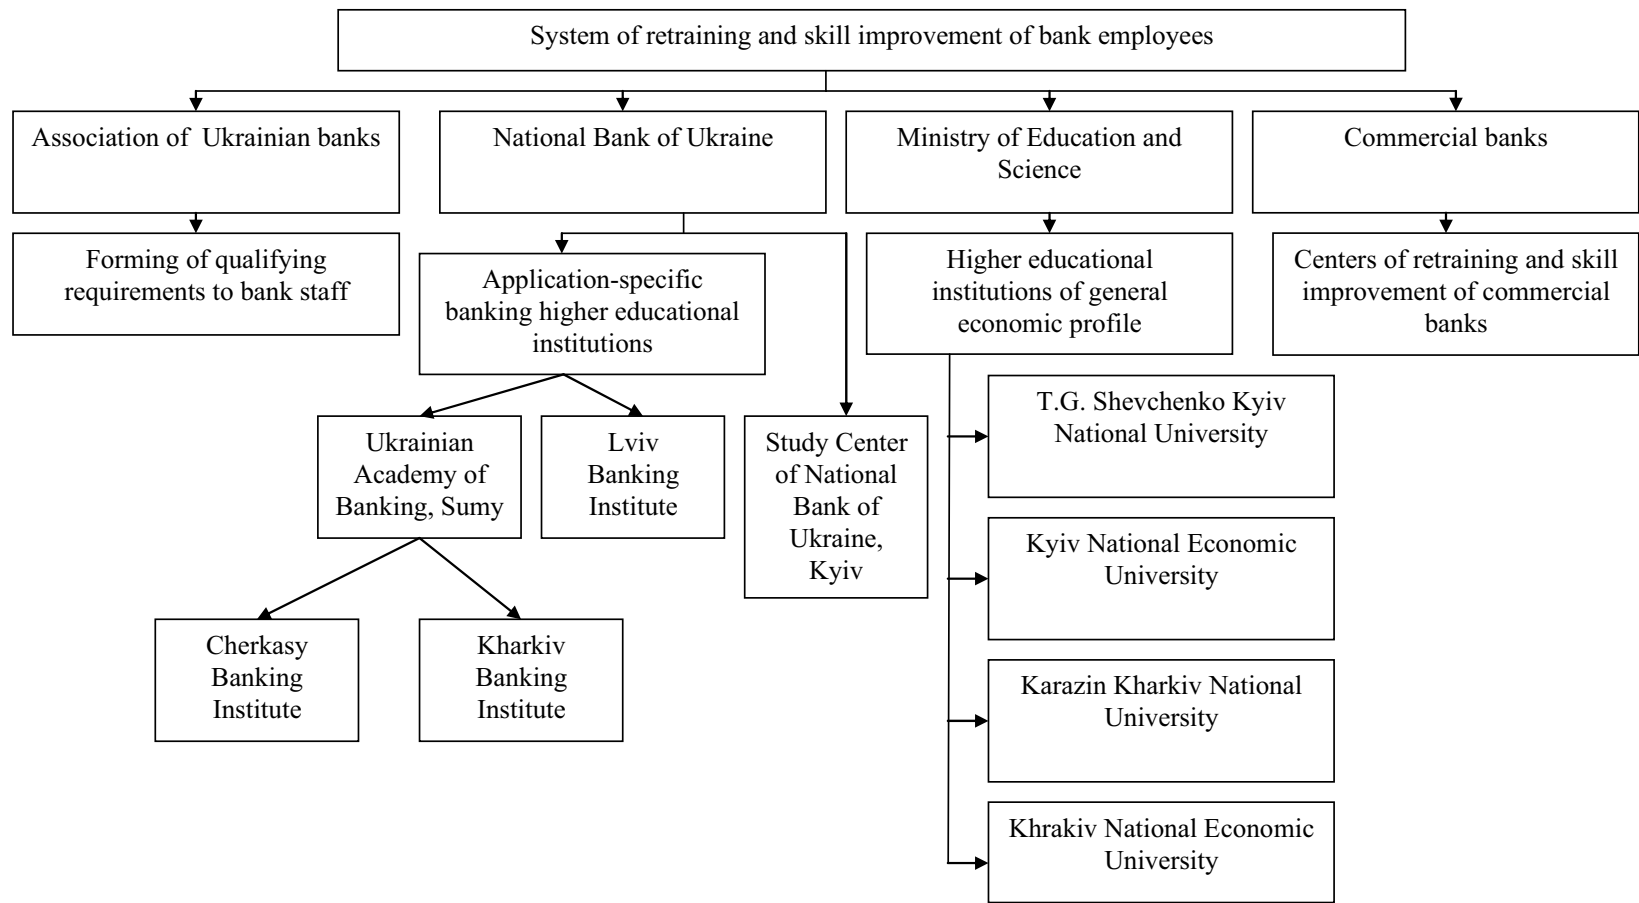 System of retraining and skill improvement of bank employees
Association of  Ukrainian banks
National Bank of Ukraine
Ministry of Education and
Science
Commercial banks
Forming of qualifying
requirements to bank staff
Application-specific
banking higher educational
institutions
Higher educational
institutions of general
economic profile
Centers of retraining and skill
improvement of commercial
banks
Ukrainian
Academy of
Banking, Sumy
Lviv
Banking
Institute
Study Center
of National
Bank of
Ukraine,
Kyiv
T.G. Shevchenko Kyiv
National University
Kyiv National Economic
University
Cherkasy
Banking
Institute
Kharkiv
Banking
Institute
Karazin Kharkiv National
University
Khrakiv National Economic
University